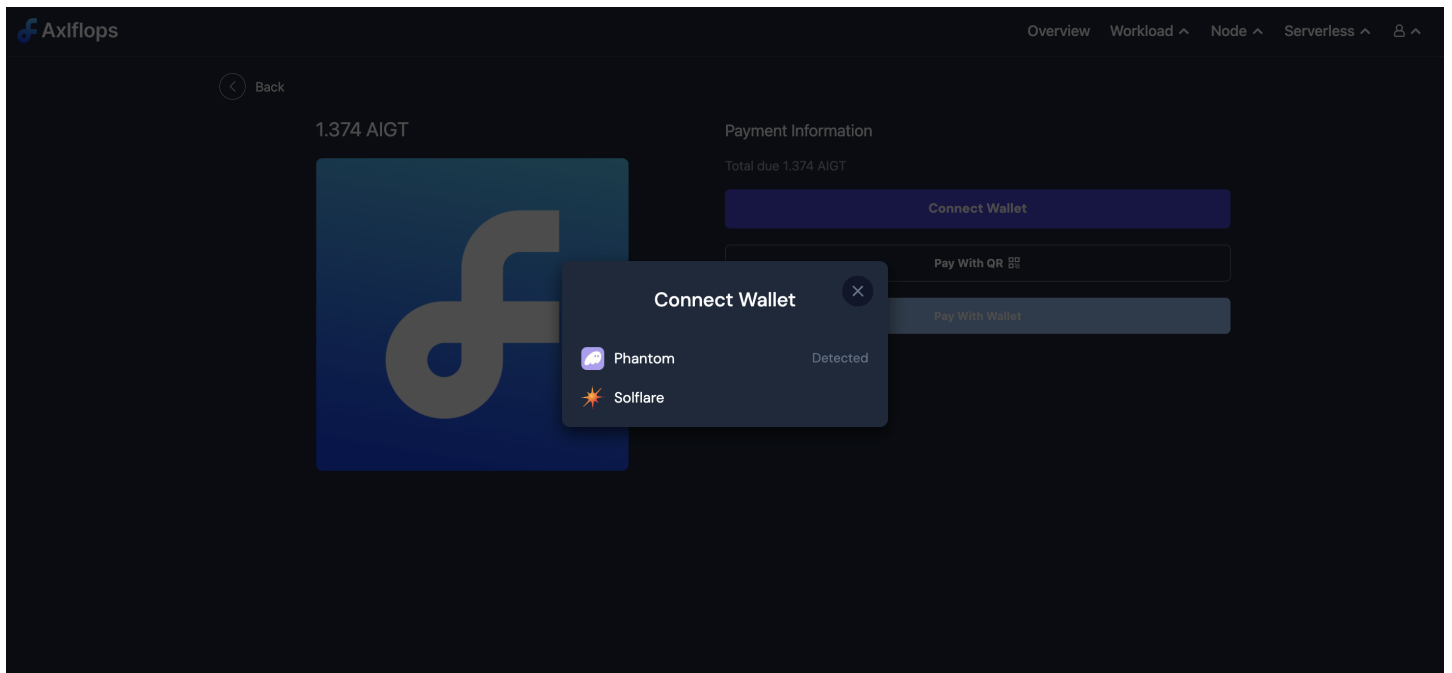 Axlflops
Overview Workload Node Serverless
Back
1.374 AIGT
Payment Information
Total due 1.374 AIGT
Connect Wallet
Pay With QR
Pay With Wallet
Connect Wallet
Phantom Detected
Solflare